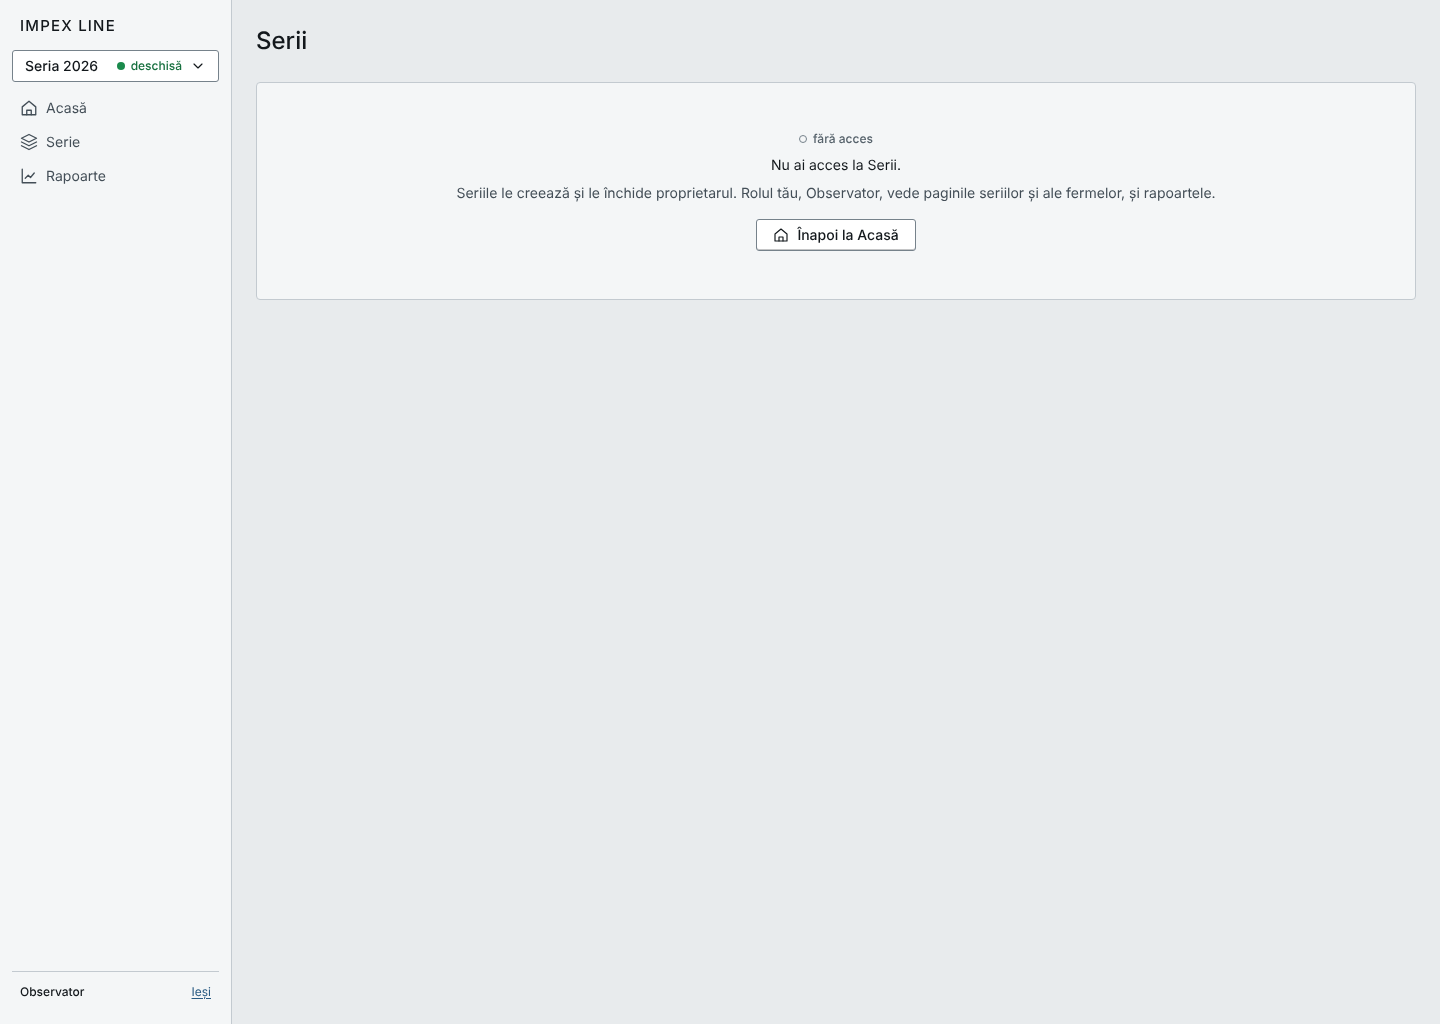 IMPEX LINE
Seria 2026 deschisă
Acasă
Serie
Rapoarte
Observator Ieși
Serii
fără acces
Nu ai acces la Serii.
Seriile le creează și le închide proprietarul. Rolul tău, Observator, vede paginile seriilor și ale fermelor, și rapoartele.
Înapoi la Acasă